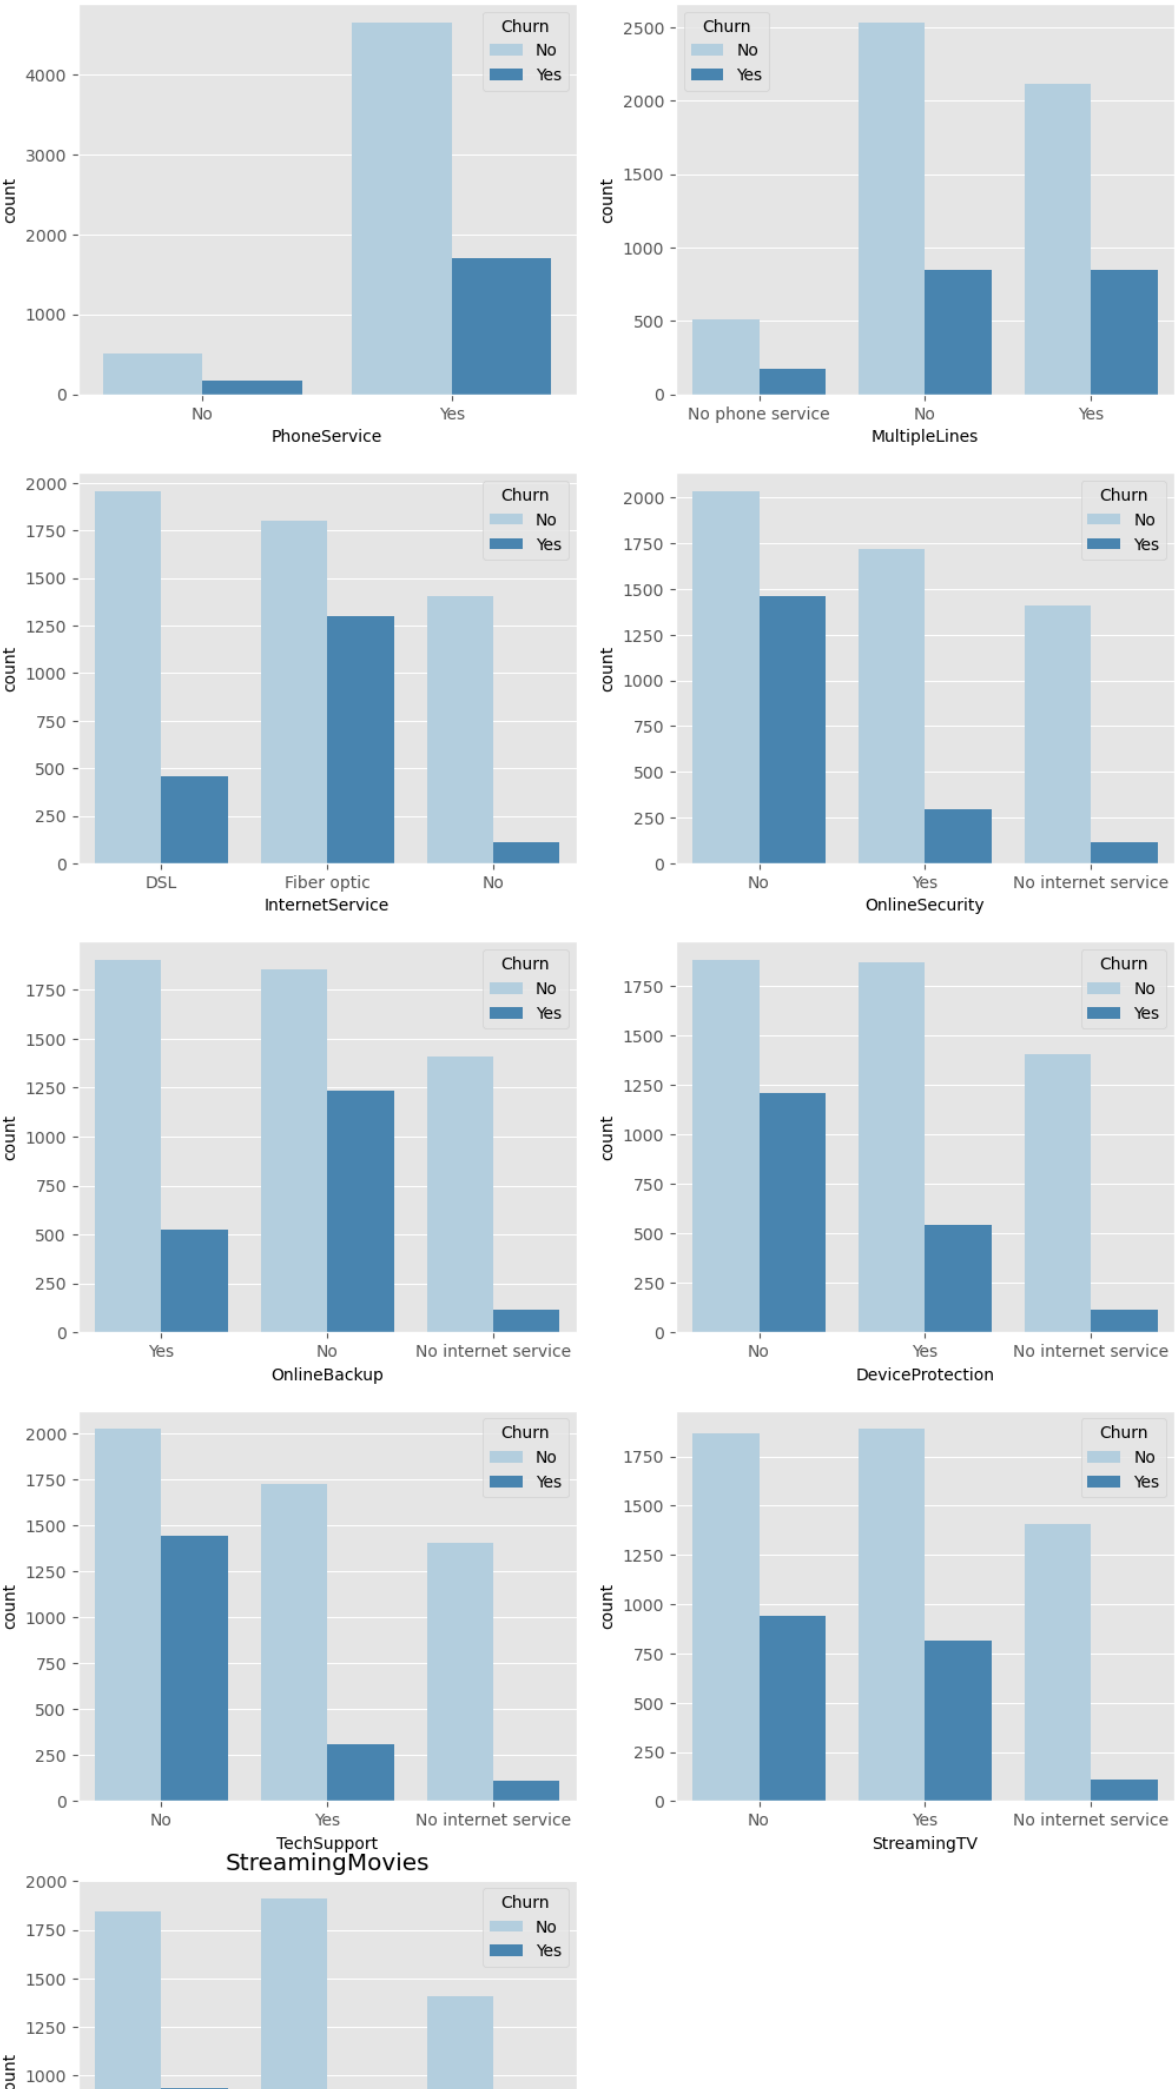 Churn
No
Yes
4000
3000
2000
1000
0
count
No
Yes
PhoneService
Churn
No
Yes
2500
2000
1500
1000
500
0
count
No phone service
No
Yes
MultipleLines
Churn
No
Yes
2000
1750
1500
1250
1000
750
500
250
0
count
DSL
Fiber optic
No
InternetService
Churn
No
Yes
2000
1750
1500
1250
1000
750
500
250
0
count
No
Yes
No internet service
OnlineSecurity
Churn
No
Yes
1750
1500
1250
1000
750
500
250
0
count
Yes
No
No internet service
OnlineBackup
Churn
No
Yes
1750
1500
1250
1000
750
500
250
0
count
No
Yes
No internet service
DeviceProtection
Churn
No
Yes
2000
1750
1500
1250
1000
750
500
250
0
count
No
Yes
No internet service
TechSupport
Churn
No
Yes
1750
1500
1250
1000
750
500
250
0
count
No
Yes
No internet service
StreamingTV
StreamingMovies
Churn
No
Yes
2000
1750
1500
1250
1000